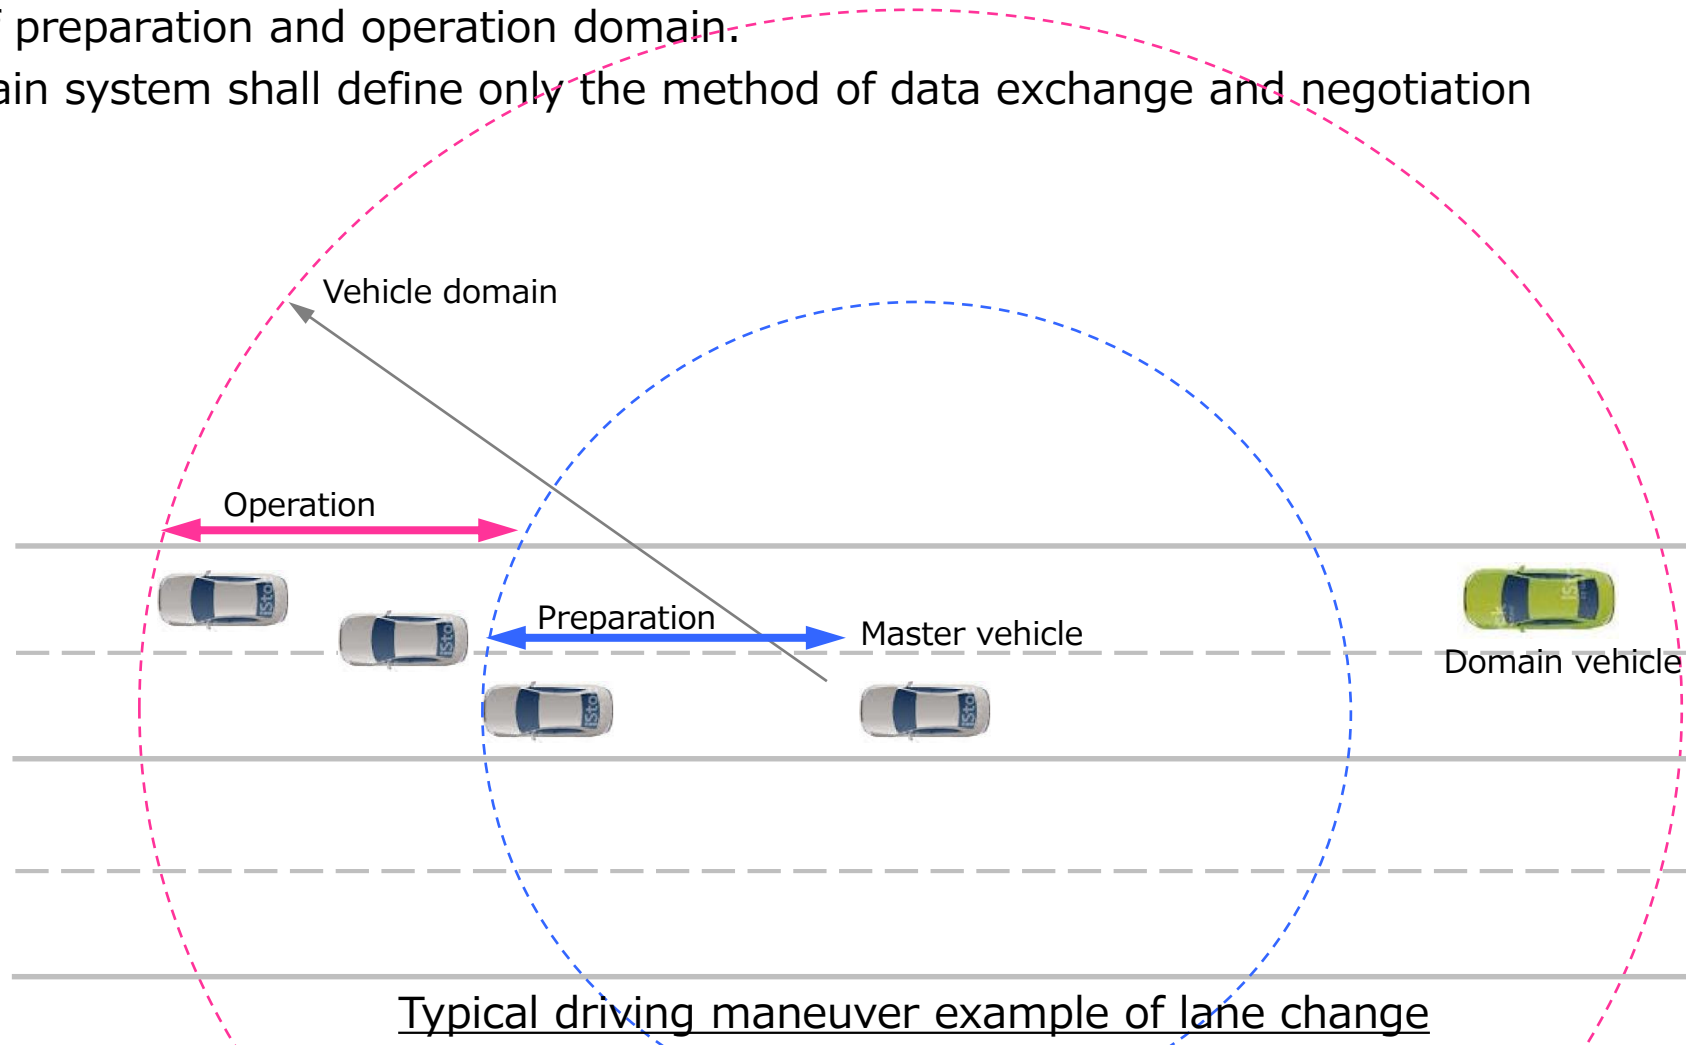 preparation and operation domain.
ain system shall define only the method of data exchange and negotiation
Vehicle domain
Operation
Preparation
Master vehicle
Domain vehicle
Typical driving maneuver example of lane change